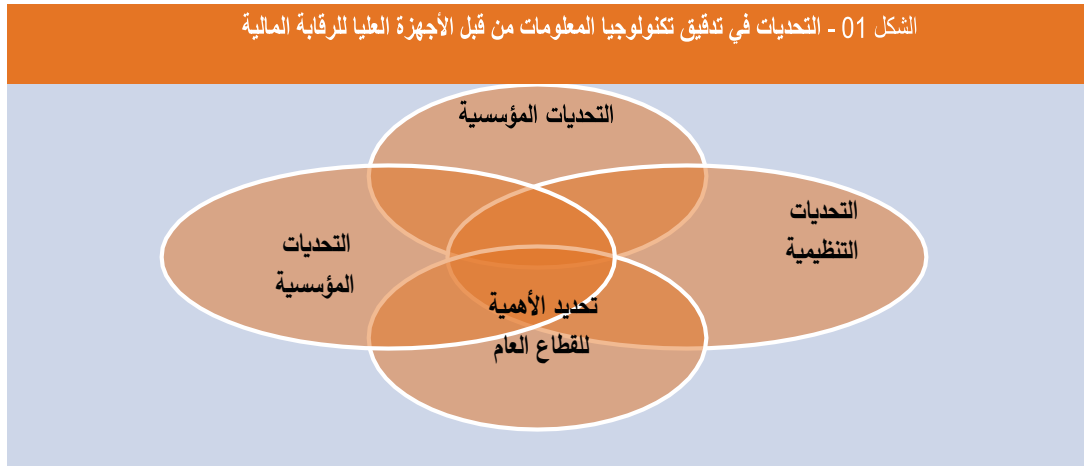 الشكل 01 - التحديات في تدقيق تكنولوجيا المعلومات من قبل الأجهزة العليا للرقابة المالية
التحديات المؤسسية
التحديات
التنظيمية
التحديات
المؤسسية
تحديد الأهمية
للقطاع العام